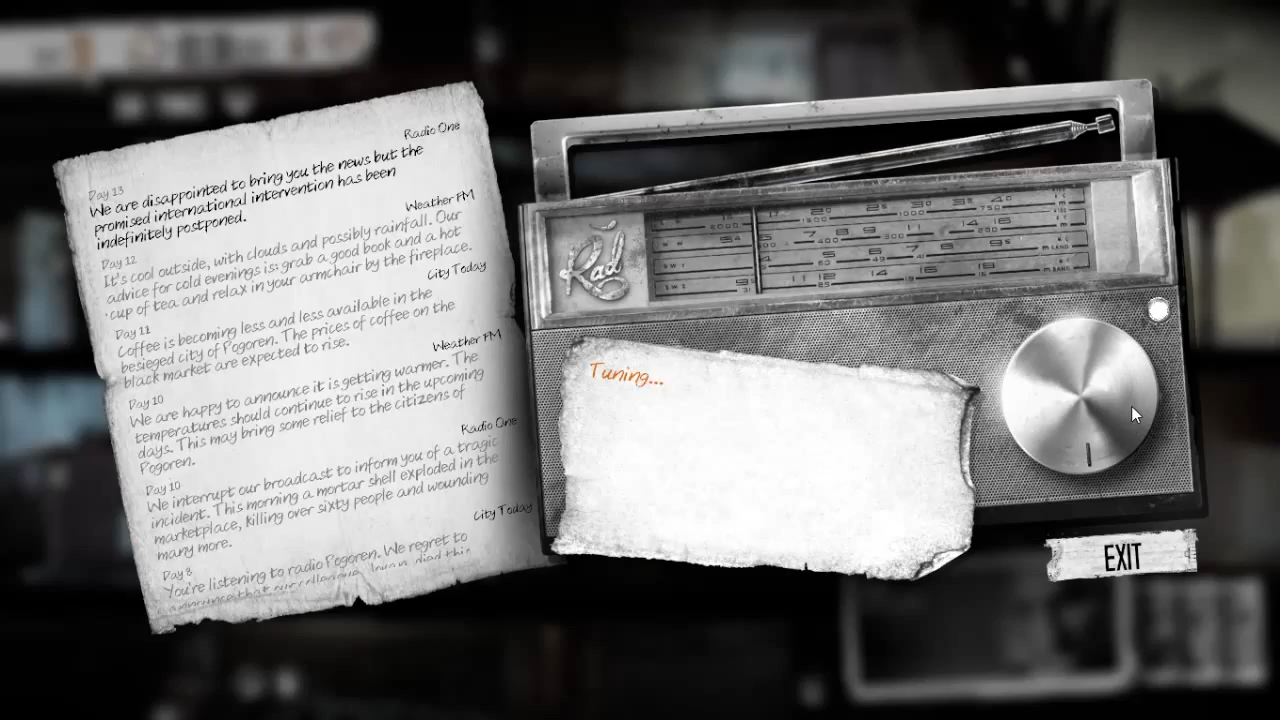 Radio One
Day 13
We are disappointed to bring you the news but the
promised international intervention has been
indefinitely postponed.
Weather FM
Day 12
It's cool outside, with clouds and possibly rainfall. Our
advice for cold evenings is: grab a good book and a hot
cup of tea and relax in your armchair by the fireplace.
City Today
Day 11
Coffee is becoming less and less available in the
besieged city of Pogoren. The prices of coffee on the
black market are expected to rise.
Weather FM
Day 10
We are happy to announce it is getting warmer. The
temperatures should continue to rise in the upcoming
days. This may bring some relief to the citizens of
Pogoren.
Radio One
Day 10
We interrupt our broadcast to inform you of a tragic
incident. This morning a mortar shell exploded in the
marketplace, killing over sixty people and wounding
many more.
City Today
Day 8
You're listening to radio Pogoren. We regret to
Rad
Tuning...
EXIT